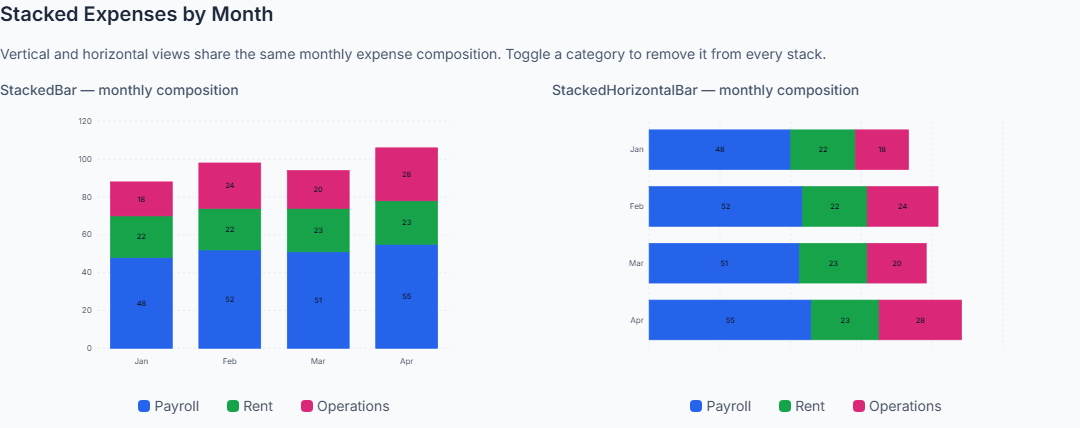 Stacked Expenses by Month
Vertical and horizontal views share the same monthly expense composition. Toggle a category to remove it from every stack.
StackedBar — monthly composition
120
100
80
60
40
20
0
18
24
20
28
22
22
23
23
48
52
51
55
Jan
Feb
Mar
Apr
Payroll
Rent
Operations
StackedHorizontalBar — monthly composition
Jan
48
22
18
Feb
52
22
24
Mar
51
23
20
Apr
55
23
28
Payroll
Rent
Operations